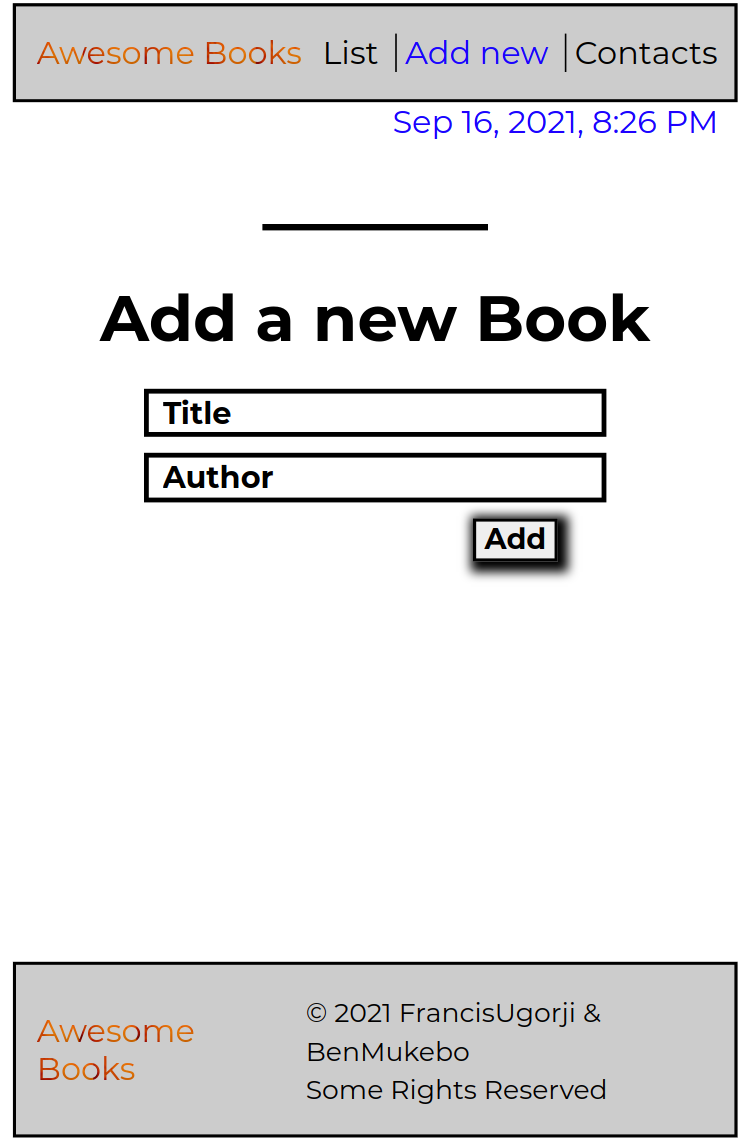 Awesome Books List Add new Contacts
Sep 16, 2021, 8:26 PM
Add a new Book
Title
Author
Add
Awesome
Books
© 2021 FrancisUgorji &
BenMukebo
Some Rights Reserved